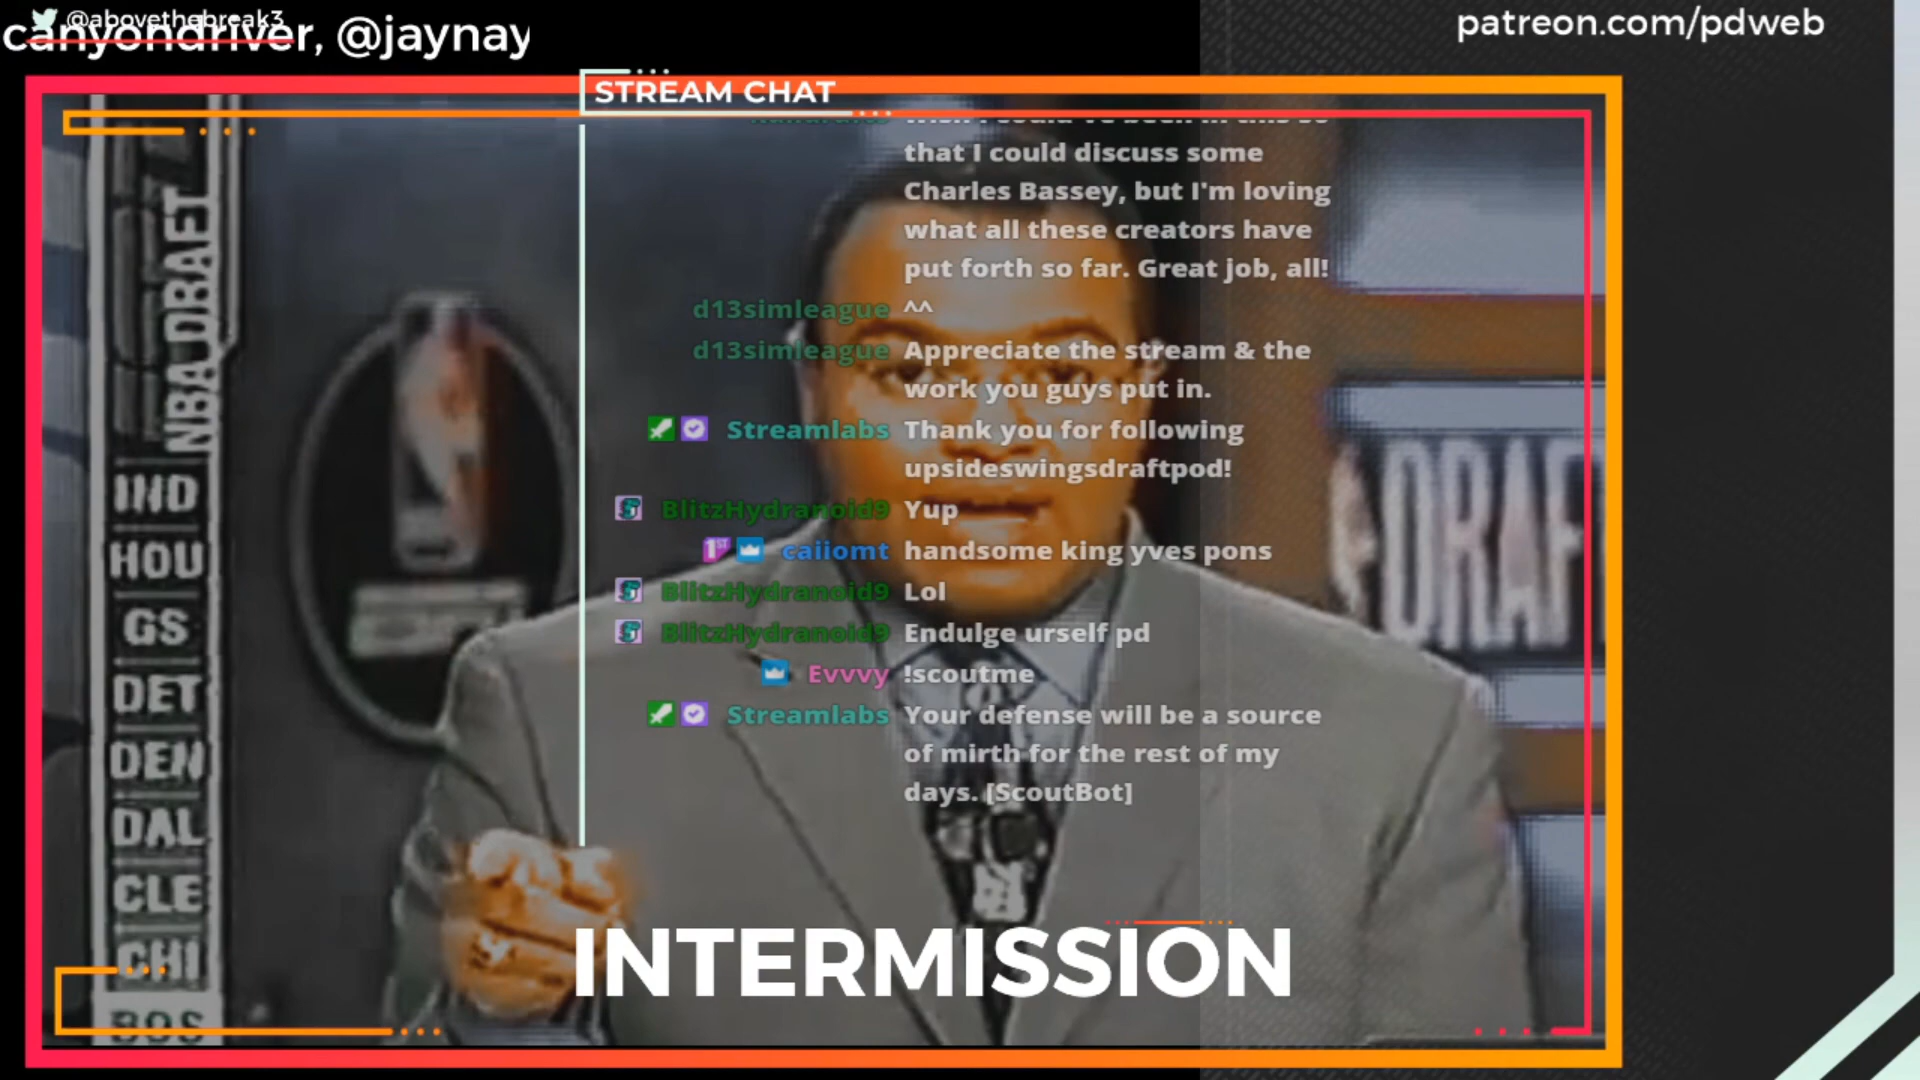 @abovethebreak3
canyondriver, @jaynay
patreon.com/pdweb
STREAM CHAT
that I could discuss some
Charles Bassey, but I'm loving
what all these creators have
put forth so far. Great job, all!
d13simleague ^^
d13simleague Appreciate the stream & the
work you guys put in.
Streamlabs Thank you for following
upsideswingsdraftpod!
BlitzHydranoid9 Yup
1ST caiiomt handsome king yves pons
BlitzHydranoid9 Lol
BlitzHydranoid9 Endulge urself pd
Evvvy !scoutme
Streamlabs Your defense will be a source
of mirth for the rest of my
days. [ScoutBot]
INTERMISSION
NBA DRAFT
IND
HOU
GS
DET
DEN
DAL
CLE
CHI
BOS
DRAF